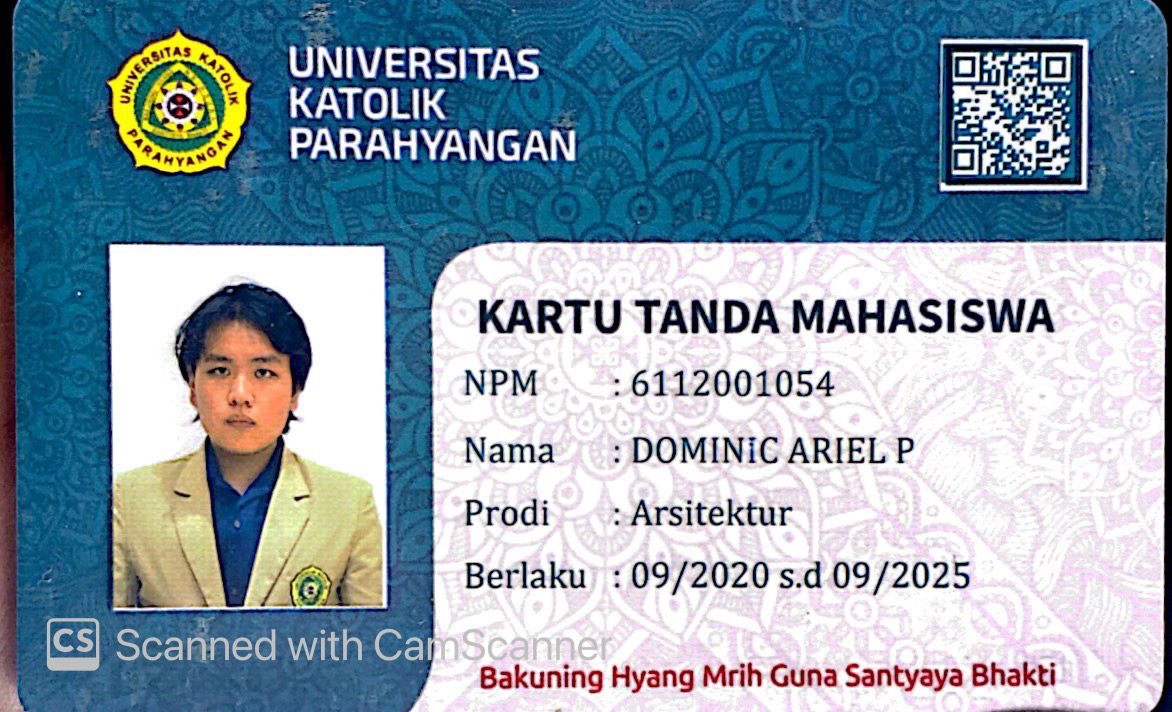 UNIVERSITAS KATOLIK
PARAHYANGAN
UNIVERSITAS
KATOLIK
PARAHYANGAN
KARTU TANDA MAHASISWA
NPM : 6112001054
Nama : DOMINIC ARIEL P
Prodi : Arsitektur
Berlaku : 09/2020 s.d 09/2025
CS Scanned with CamScanner
Bakuning Hyang Mrih Guna Santyaya Bhakti